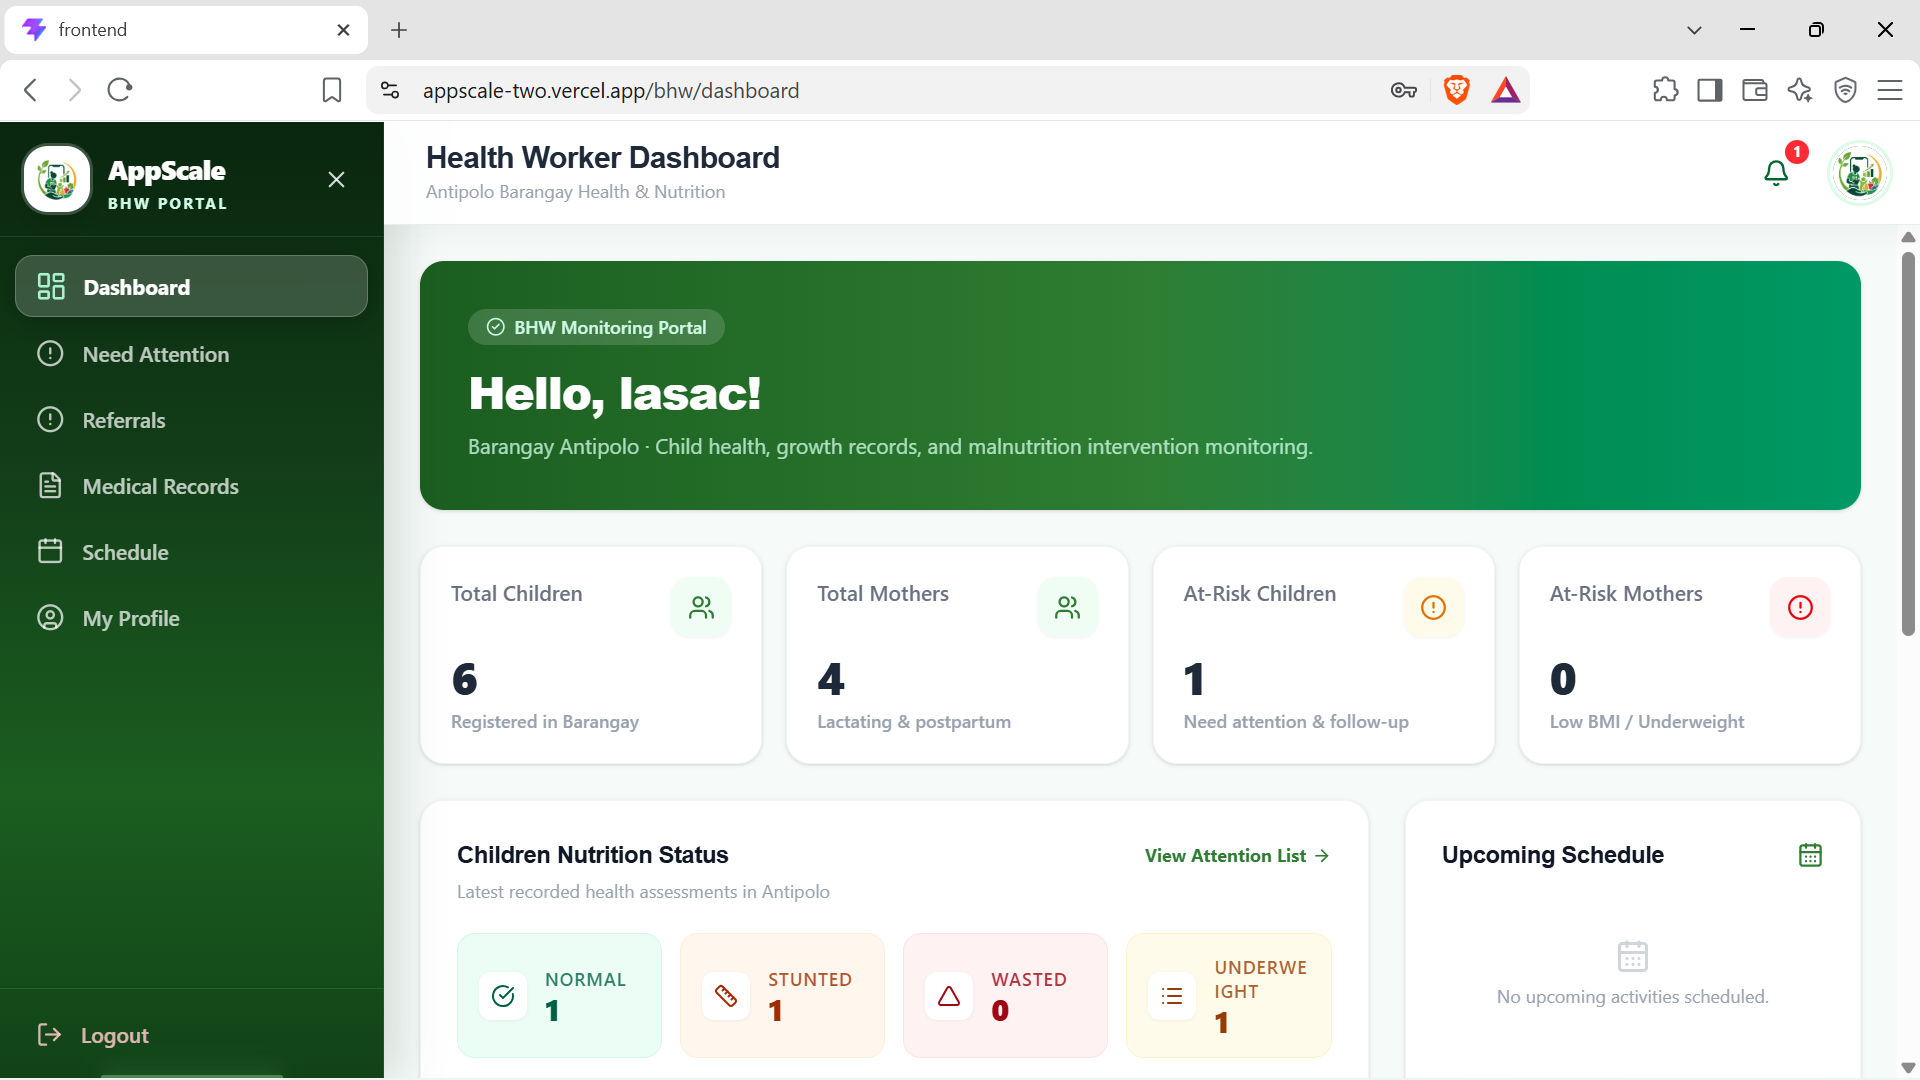 frontend
appscale-two.vercel.app/bhw/dashboard
AppScale
BHW PORTAL
Dashboard
Need Attention
Referrals
Medical Records
Schedule
My Profile
Logout
Health Worker Dashboard
Antipolo Barangay Health & Nutrition
1
BHW Monitoring Portal
Hello, lasac!
Barangay Antipolo · Child health, growth records, and malnutrition intervention monitoring.
Total Children
6
Registered in Barangay
Total Mothers
4
Lactating & postpartum
At-Risk Children
1
Need attention & follow-up
At-Risk Mothers
0
Low BMI / Underweight
Children Nutrition Status
View Attention List →
Latest recorded health assessments in Antipolo
NORMAL
1
STUNTED
1
WASTED
0
UNDERWE
IGHT
1
Upcoming Schedule
No upcoming activities scheduled.